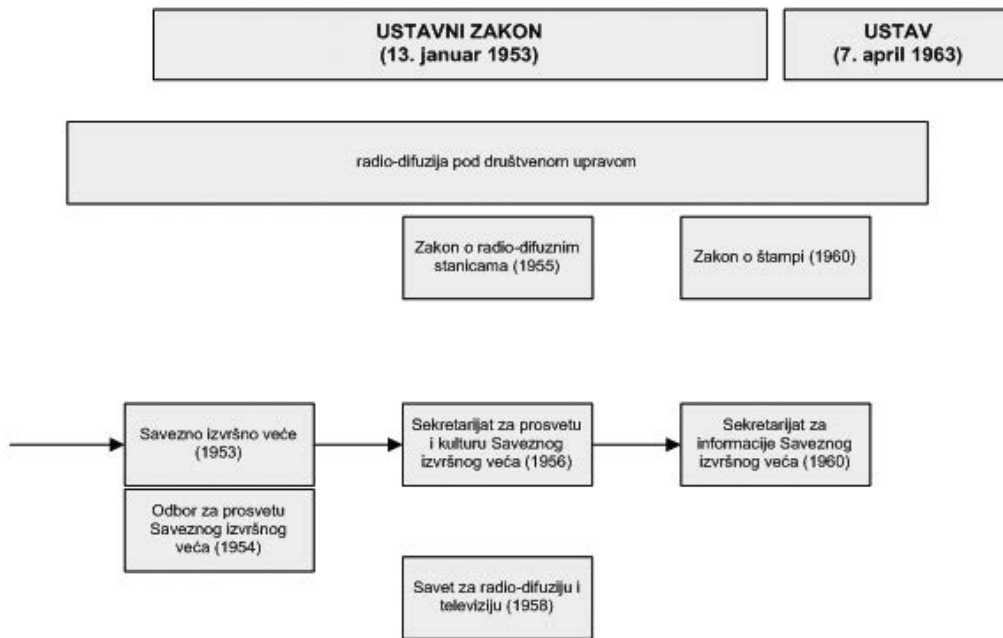 USTAVNI ZAKON
(13. januar 1953)
USTAV
(7. april 1963)
radio-difuzija pod društvenom upravom
Zakon o radio-difuznim
stanicama (1955)
Zakon o štampi (1960)
Savezno izvršno veće
(1953)
Sekretarijat za prosvetu
i kulturu Saveznog
izvršnog veća (1956)
Sekretarijat za
informacije Saveznog
izvršnog veća (1960)
Odbor za prosvetu
Saveznog izvršnog
veća (1954)
Savet za radio-difuziju i
televiziju (1958)